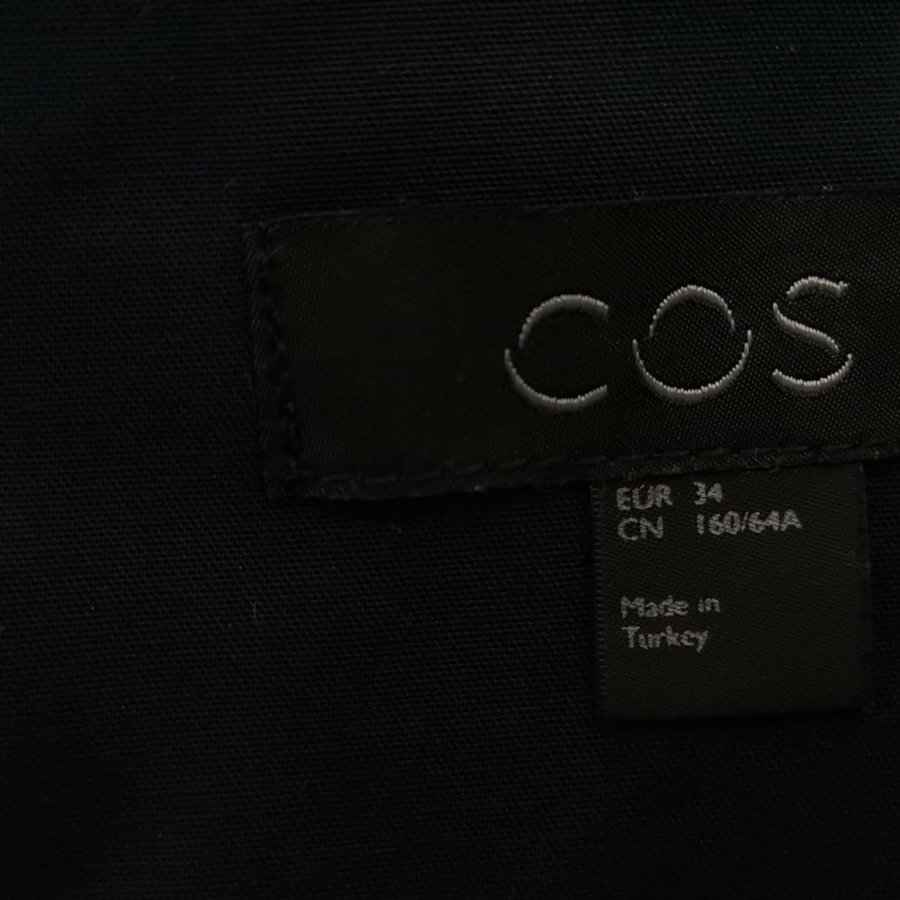 COS
EUR 34
CN 160/64A
Made in
Turkey